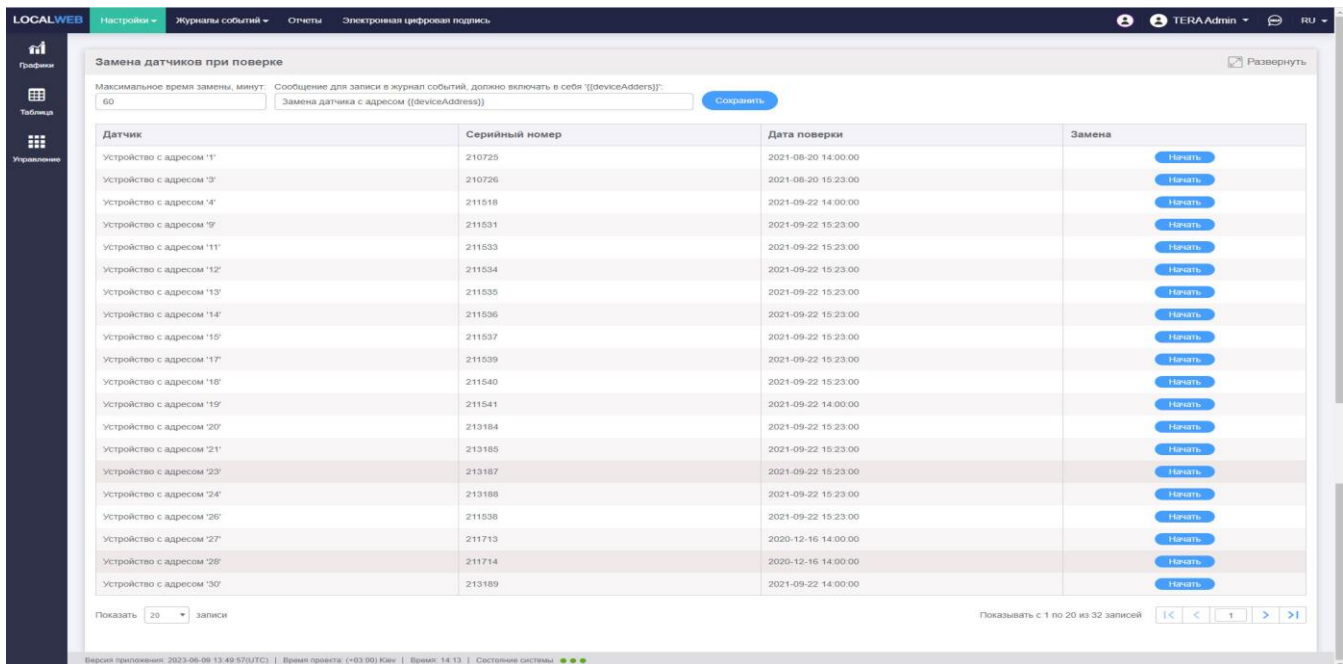 LOCALWEB Настройки Журналы событий Отчеты Электронная цифровая подпись TERA Admin RU
Графики
Таблица
Управление
Замена датчиков при поверке Развернуть
Максимальное время замены, минут: Сообщение для записи в журнал событий, должно включать в себя '{{deviceAdders}}':
60 Замена датчика с адресом {{deviceAddress}} Сохранить
Датчик Серийный номер Дата поверки Замена
Устройство с адресом '1' 210725 2021-08-20 14:00:00 Начать
Устройство с адресом '3' 210726 2021-08-20 15:23:00 Начать
Устройство с адресом '4' 211518 2021-09-22 14:00:00 Начать
Устройство с адресом '9' 211531 2021-09-22 15:23:00 Начать
Устройство с адресом '11' 211533 2021-09-22 15:23:00 Начать
Устройство с адресом '12' 211534 2021-09-22 15:23:00 Начать
Устройство с адресом '13' 211535 2021-09-22 15:23:00 Начать
Устройство с адресом '14' 211536 2021-09-22 15:23:00 Начать
Устройство с адресом '15' 211537 2021-09-22 15:23:00 Начать
Устройство с адресом '17' 211539 2021-09-22 15:23:00 Начать
Устройство с адресом '18' 211540 2021-09-22 15:23:00 Начать
Устройство с адресом '19' 211541 2021-09-22 14:00:00 Начать
Устройство с адресом '20' 213184 2021-09-22 15:23:00 Начать
Устройство с адресом '21' 213185 2021-09-22 15:23:00 Начать
Устройство с адресом '23' 213187 2021-09-22 15:23:00 Начать
Устройство с адресом '24' 213188 2021-09-22 15:23:00 Начать
Устройство с адресом '26' 211538 2021-09-22 15:23:00 Начать
Устройство с адресом '27' 211713 2020-12-16 14:00:00 Начать
Устройство с адресом '28' 211714 2020-12-16 14:00:00 Начать
Устройство с адресом '30' 213189 2021-09-22 14:00:00 Начать
Показать 20 записи Показывать с 1 по 20 из 32 записей 1
Версия приложения: 2023-06-09 13:49:57(UTC) | Время проекта: (+03:00) Kiev | Время: 14:13 | Состояние системы